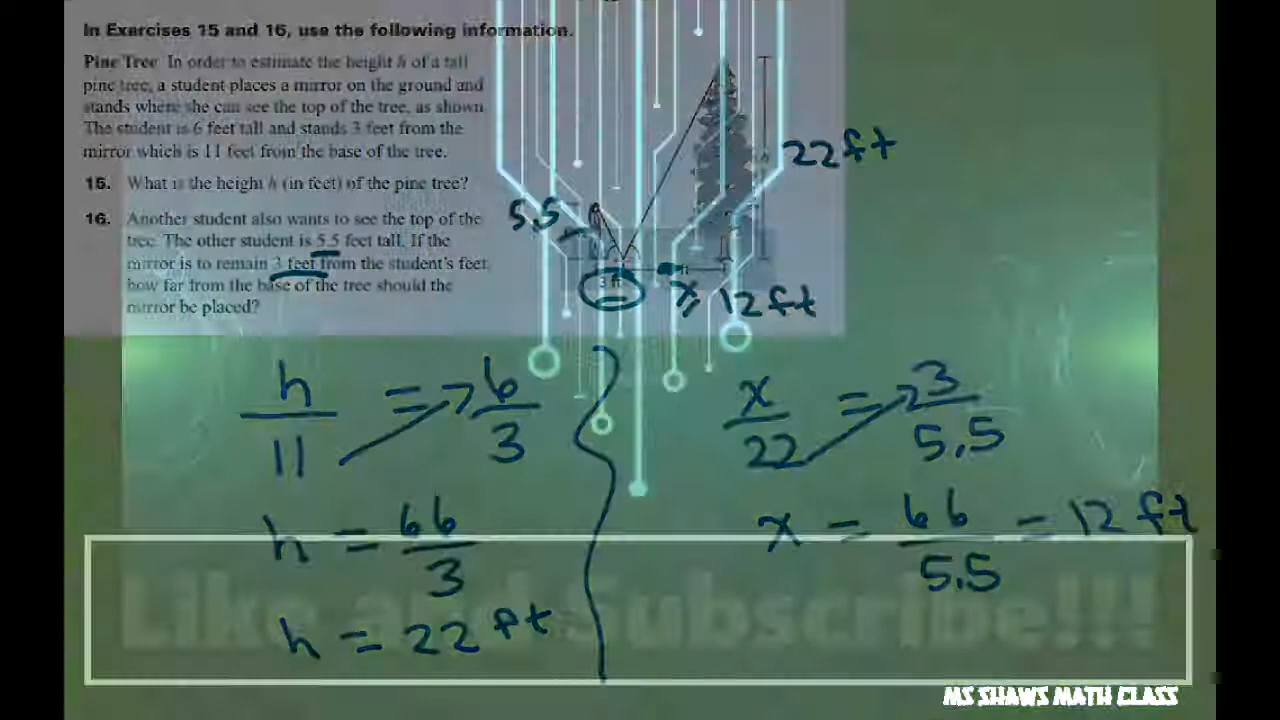 In Exercises 15 and 16, use the following information.
Pine Tree In order to estimate the height h of a tall
pine tree, a student places a mirror on the ground and
stands where she can see the top of the tree, as shown.
The student is 6 feet tall and stands 3 feet from the
mirror which is 11 feet from the base of the tree.
15. What is the height h (in feet) of the pine tree?
16. Another student also wants to see the top of the
tree. The other student is 5.5 feet tall. If the
mirror is to remain 3 feet from the student's feet,
how far from the base of the tree should the
mirror be placed?
22 ft
5.5
3 ft
x
12 ft
h/11 = 6/3
h = 66/3
h = 22 ft
x/22 = 3/5.5
x = 66/5.5 = 12 ft
Like and Subscribe!!!
MS SHAWS MATH CLASS